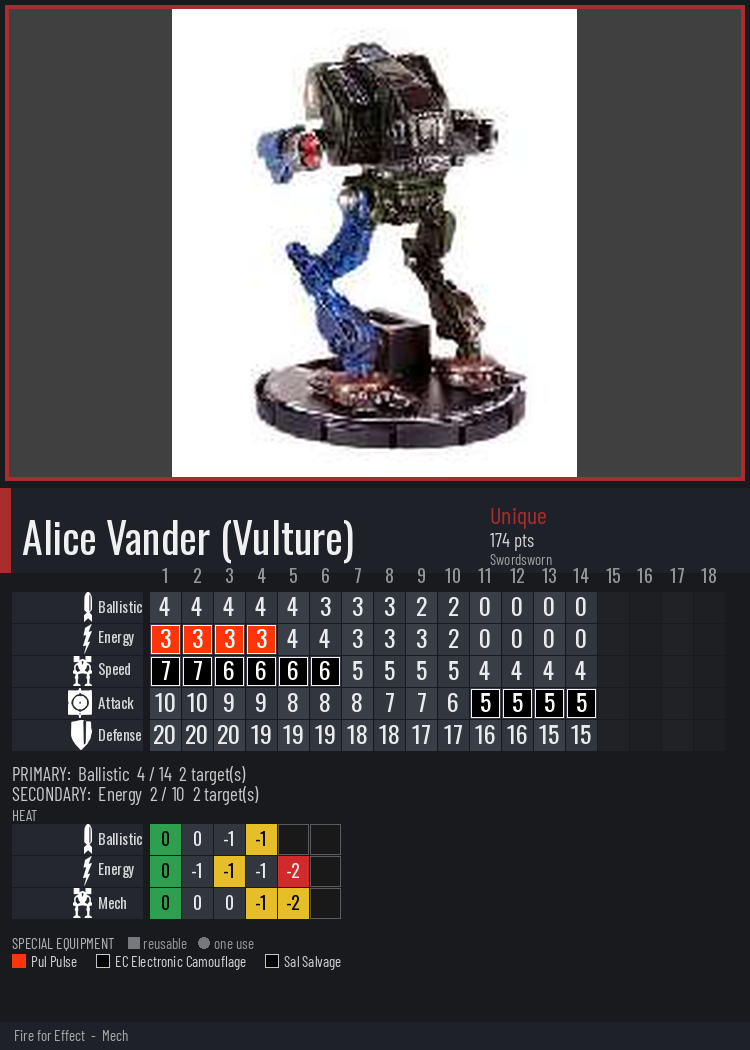 Alice Vander (Vulture)
Unique
174 pts
Swordsworn
1 2 3 4 5 6 7 8 9 10 11 12 13 14 15 16 17 18
Ballistic 4 4 4 4 4 3 3 3 2 2 0 0 0 0
Energy 3 3 3 3 4 4 3 3 3 2 0 0 0 0
Speed 7 7 6 6 6 6 5 5 5 5 4 4 4 4
Attack 10 10 9 9 8 8 8 7 7 6 5 5 5 5
Defense 20 20 20 19 19 19 18 18 17 17 16 16 15 15
PRIMARY: Ballistic 4 / 14 2 target(s)
SECONDARY: Energy 2 / 10 2 target(s)
HEAT
Ballistic 0 0 -1 -1
Energy 0 -1 -1 -1 -2
Mech 0 0 0 -1 -2
SPECIAL EQUIPMENT reusable one use
Pul Pulse EC Electronic Camouflage Sal Salvage
Fire for Effect - Mech